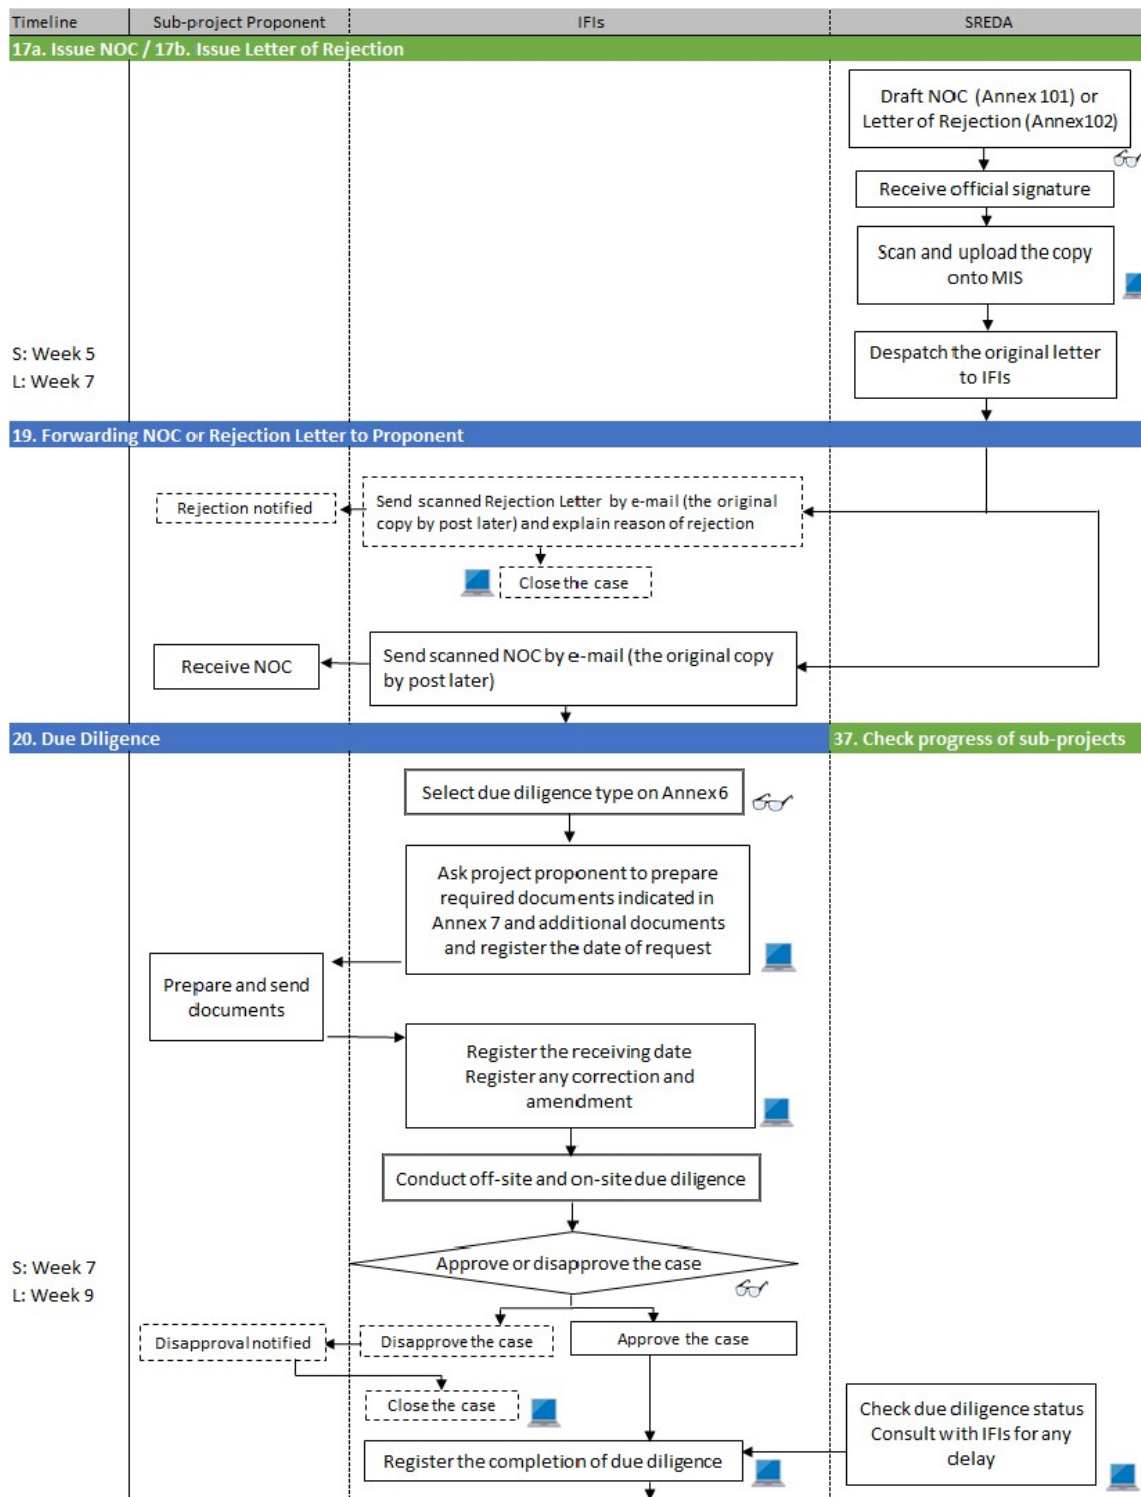 Timeline
Sub-project Proponent
IFIs
SREDA
17a. Issue NOC / 17b. Issue Letter of Rejection
Draft NOC (Annex 101) or
Letter of Rejection (Annex102)
Receive official signature
Scan and upload the copy
onto MIS
S: Week 5
L: Week 7
Despatch the original letter
to IFIs
19. Forwarding NOC or Rejection Letter to Proponent
Rejection notified
Send scanned Rejection Letter by e-mail (the original
copy by post later) and explain reason of rejection
Close the case
Receive NOC
Send scanned NOC by e-mail (the original copy
by post later)
20. Due Diligence
37. Check progress of sub-projects
Select due diligence type on Annex 6
Ask project proponent to prepare
required documents indicated in
Annex 7 and additional documents
and register the date of request
Prepare and send
documents
Register the receiving date
Register any correction and
amendment
Conduct off-site and on-site due diligence
S: Week 7
L: Week 9
Approve or disapprove the case
Disapproval notified
Disapprove the case
Approve the case
Close the case
Check due diligence status
Consult with IFIs for any
delay
Register the completion of due diligence